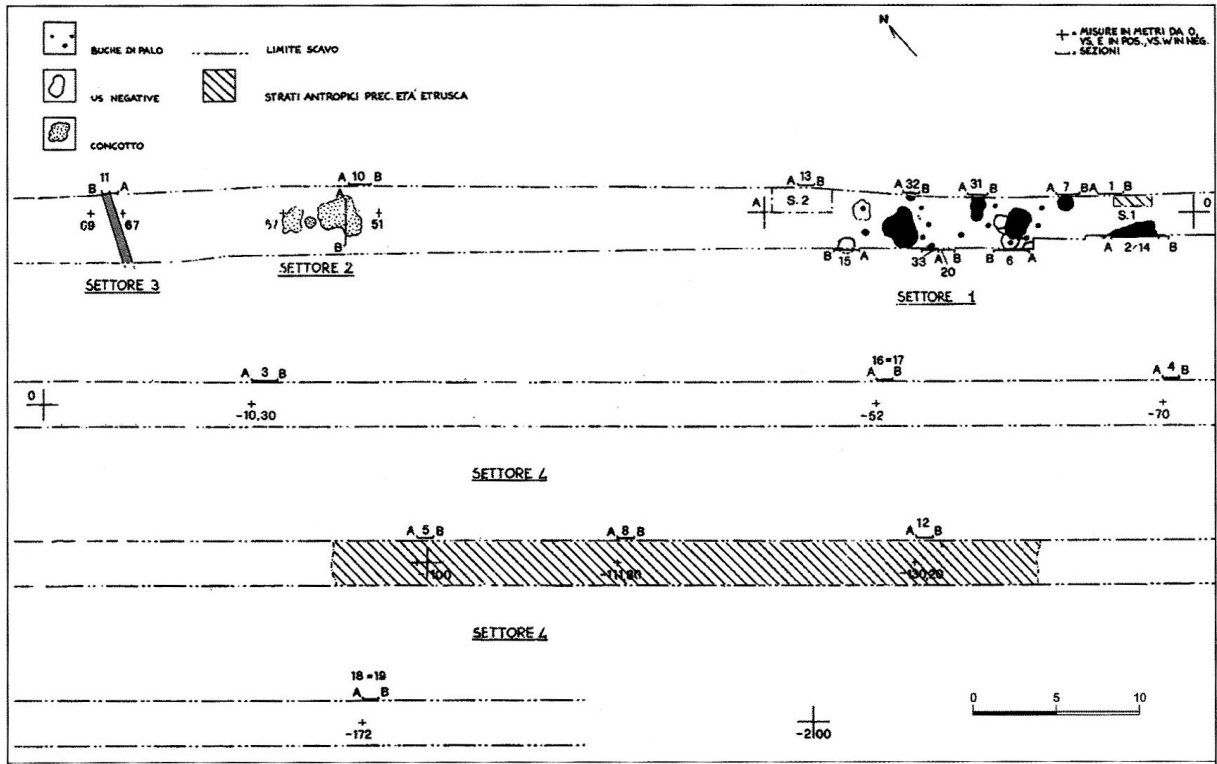 BUCHE DI PALO
LIMITE SCAVO
N
+ - MISURE IN METRI DA 0,
VS. E IN POS., VS. W IN NEG.
SEZIONI
US NEGATIVE
STRATI ANTROPICI PREC. ETÁ ETRUSCA
CONCOTTO
11
B A
69
67
SETTORE 3
A 10 B
A
57
51
B
SETTORE 2
13
A B
S. 2
A
A 32 B
31
A B
A 7 B
A 1 B
S. 1
0
B 15 A
33
A B
20
B 6 A
A 2/14 B
SETTORE 1
0
A 3 B
-10,30
16=17
A B
-52
A 4 B
-70
SETTORE 4
A 5 B
-100
A 8 B
-111,80
12
A B
-130,20
SETTORE 4
18=19
A B
-172
-200
0 5 10